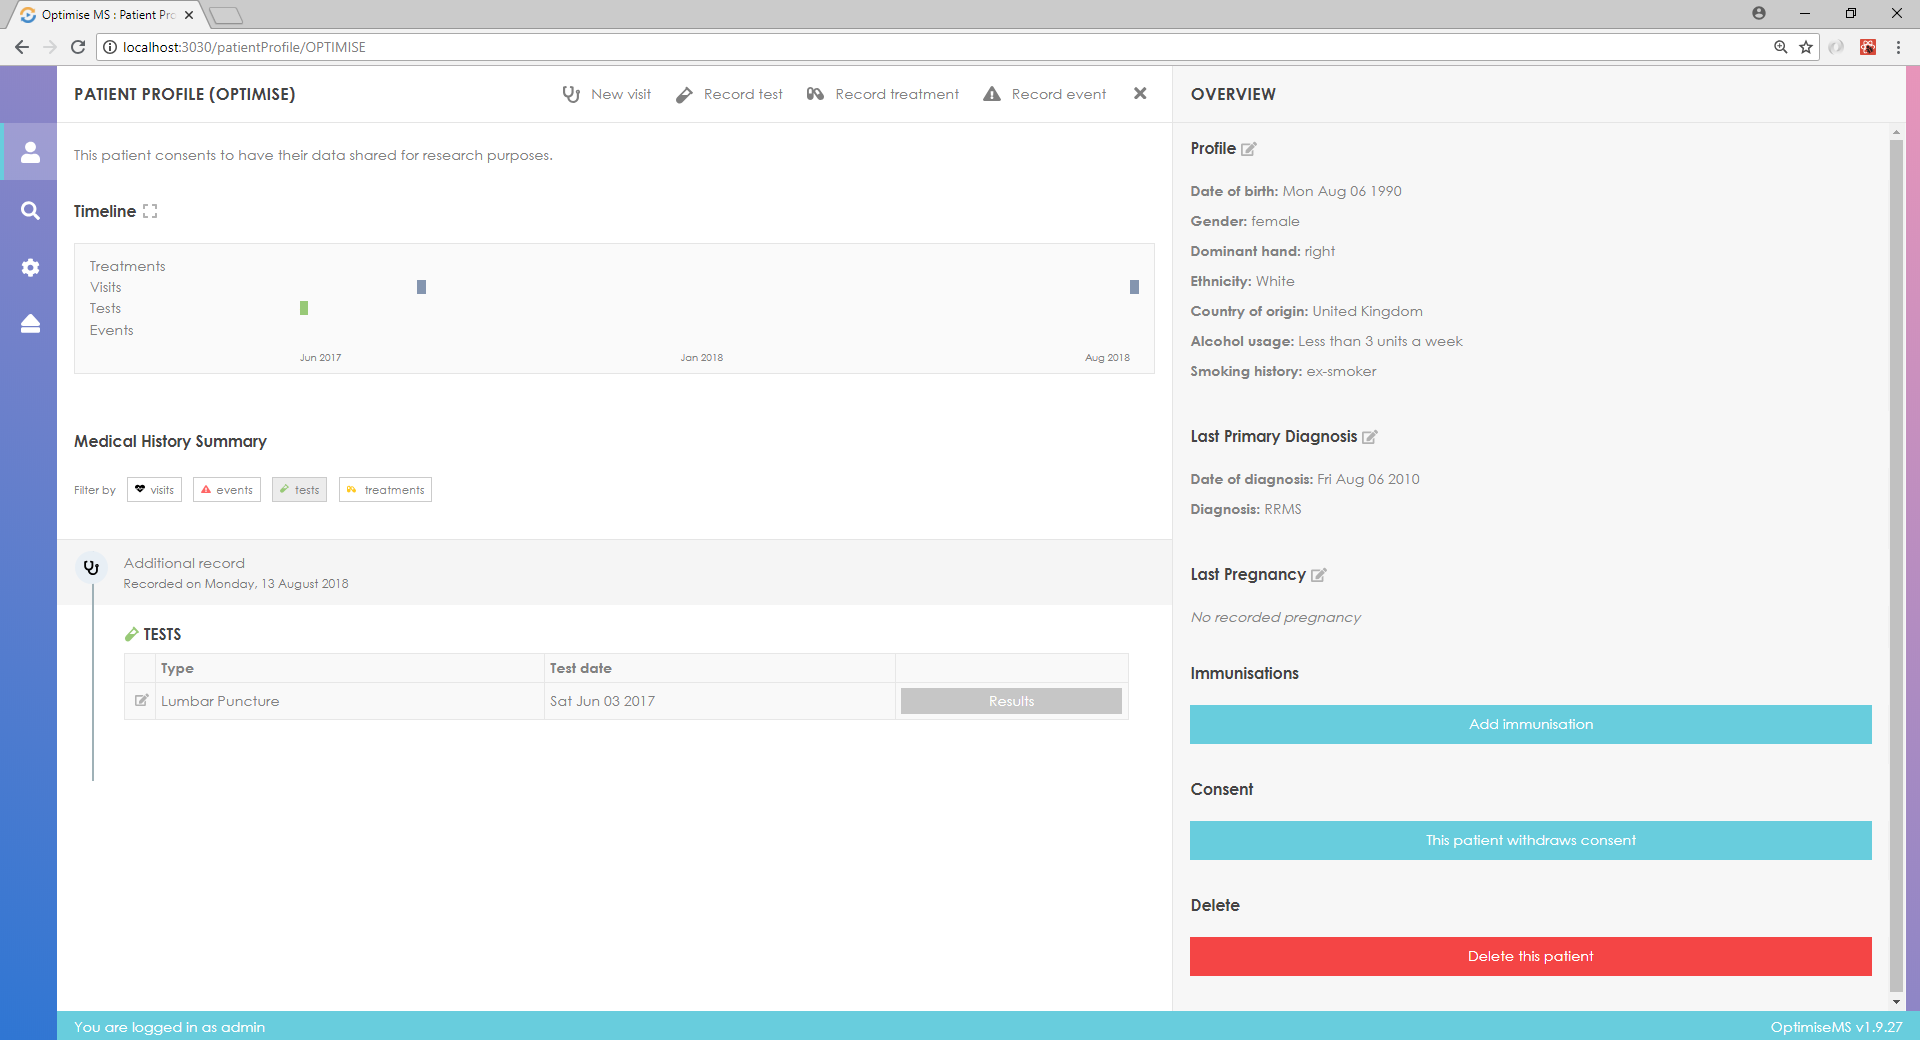 Optimise MS : Patient Pro
localhost:3030/patientProfile/OPTIMISE
PATIENT PROFILE (OPTIMISE)
New visit
Record test
Record treatment
Record event
This patient consents to have their data shared for research purposes.
Timeline
Treatments
Visits
Tests
Events
Jun 2017
Jan 2018
Aug 2018
Medical History Summary
Filter by
visits
events
tests
treatments
Additional record
Recorded on Monday, 13 August 2018
TESTS
Type
Test date
Lumbar Puncture
Sat Jun 03 2017
Results
OVERVIEW
Profile
Date of birth: Mon Aug 06 1990
Gender: female
Dominant hand: right
Ethnicity: White
Country of origin: United Kingdom
Alcohol usage: Less than 3 units a week
Smoking history: ex-smoker
Last Primary Diagnosis
Date of diagnosis: Fri Aug 06 2010
Diagnosis: RRMS
Last Pregnancy
No recorded pregnancy
Immunisations
Add immunisation
Consent
This patient withdraws consent
Delete
Delete this patient
You are logged in as admin
OptimiseMS v1.9.27